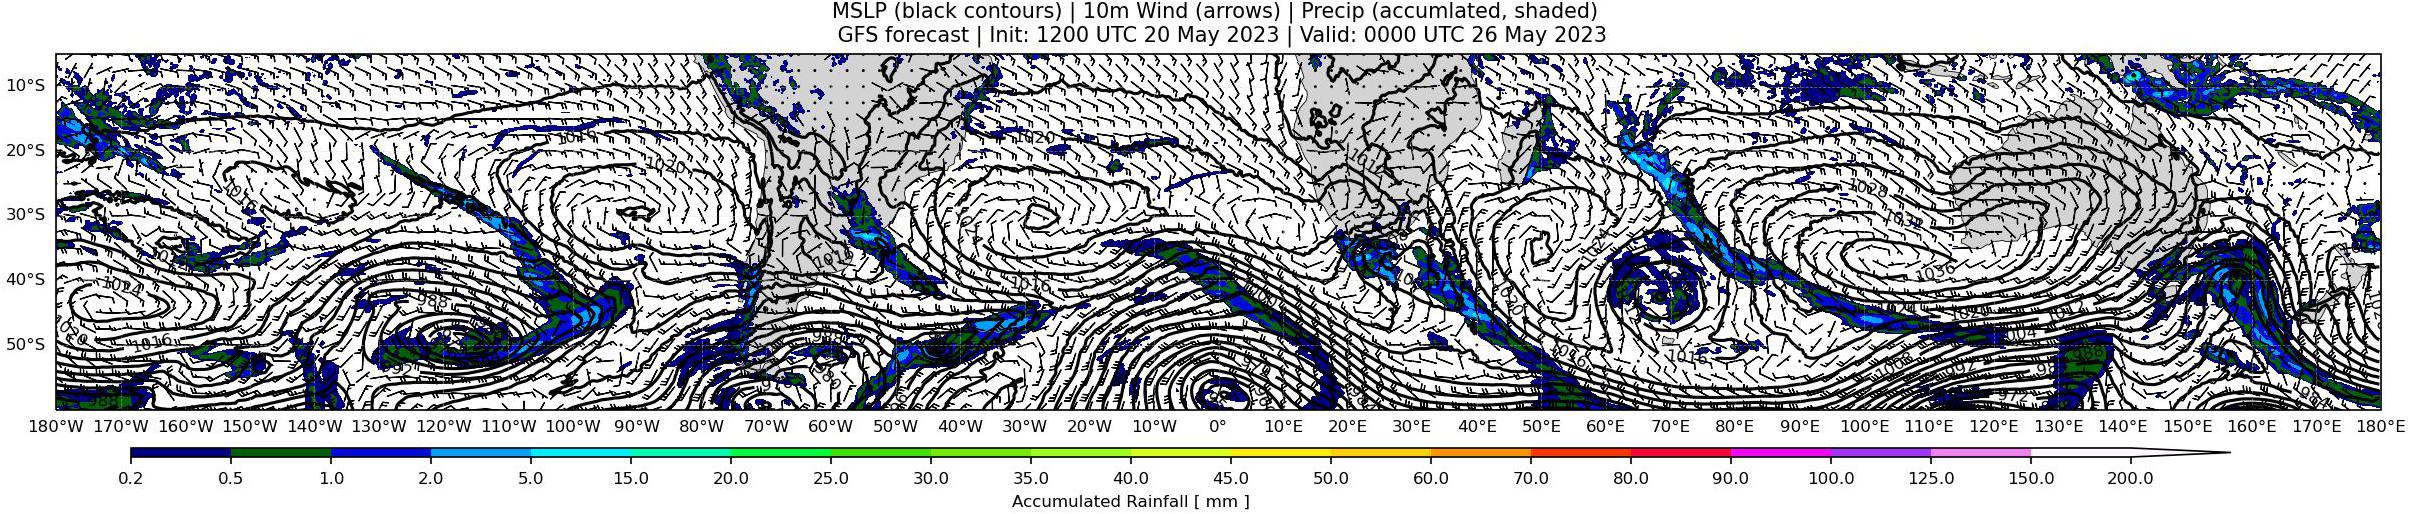 MSLP (black contours) | 10m Wind (arrows) | Precip (accumlated, shaded)
GFS forecast | Init: 1200 UTC 20 May 2023 | Valid: 0000 UTC 26 May 2023
10°S
20°S
30°S
40°S
50°S
1020
1020
1028
1032
1024
1024
1036
1016
1016
1024
988
1020
1020
1016
1016
1016
1004
180°W 170°W 160°W 150°W 140°W 130°W 120°W 110°W 100°W 90°W 80°W 70°W 60°W 50°W 40°W 30°W 20°W 10°W 0° 10°E 20°E 30°E 40°E 50°E 60°E 70°E 80°E 90°E 100°E 110°E 120°E 130°E 140°E 150°E 160°E 170°E 180°E
0.2 0.5 1.0 2.0 5.0 15.0 20.0 25.0 30.0 35.0 40.0 45.0 50.0 60.0 70.0 80.0 90.0 100.0 125.0 150.0 200.0
Accumulated Rainfall [ mm ]